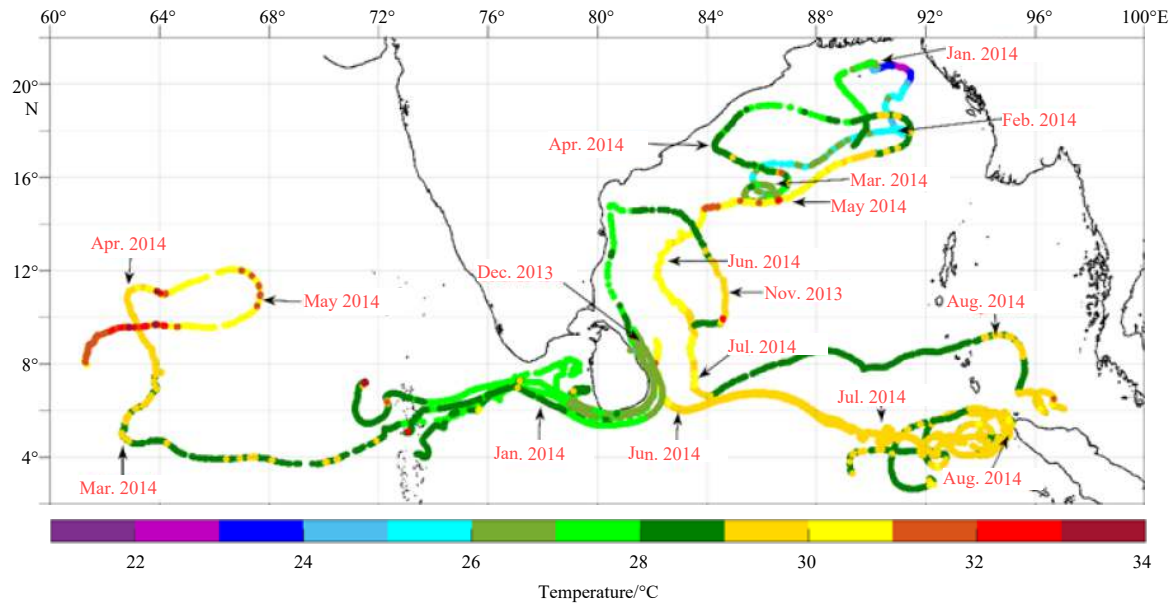 60° 64° 68° 72° 76° 80° 84° 88° 92° 96° 100°E
20°
N
16°
12°
8°
4°
Jan. 2014
Feb. 2014
Apr. 2014
Mar. 2014
May 2014
Apr. 2014
Jun. 2014
Dec. 2013
May 2014
Nov. 2013
Aug. 2014
Jul. 2014
Jul. 2014
Jan. 2014
Jun. 2014
Mar. 2014
Aug. 2014
22 24 26 28 30 32 34
Temperature/°C